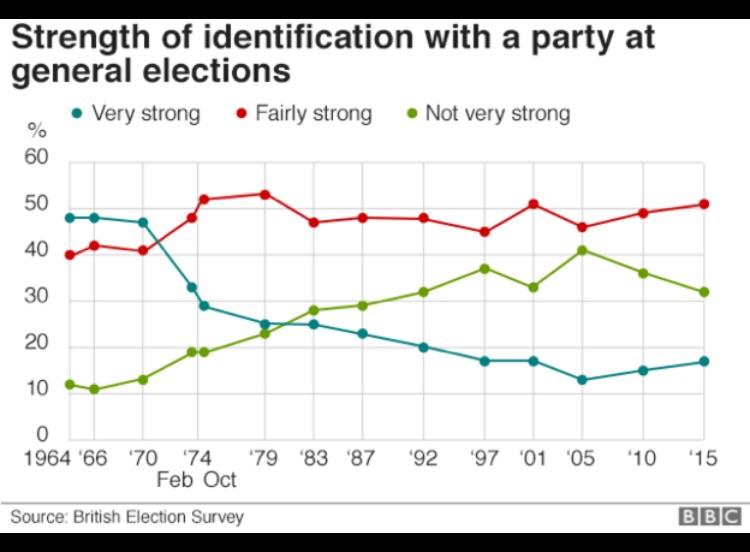 Strength of identification with a party at
general elections
Very strong
Fairly strong
Not very strong
%
60
50
40
30
20
10
0
1964 '66 '70 '74 '79 '83 '87 '92 '97 '01 '05 '10 '15
Feb Oct
Source: British Election Survey
BBC